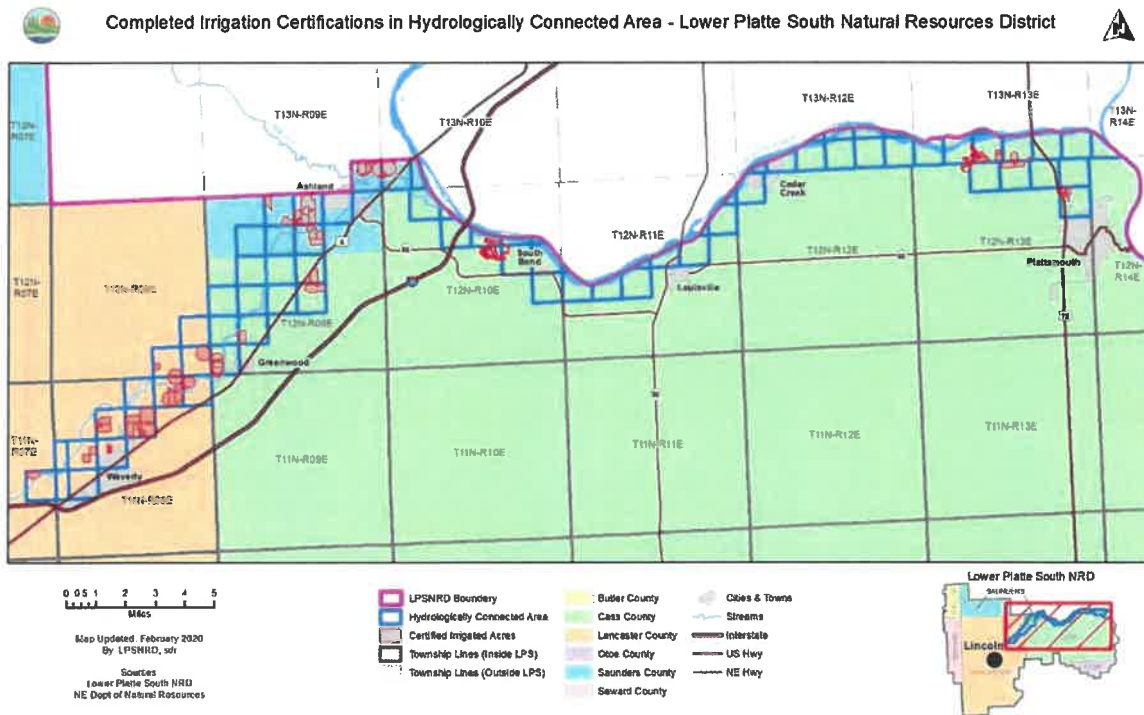 Completed Irrigation Certifications in Hydrologically Connected Area - Lower Platte South Natural Resources District
N
T13N-R09E
T13N-R10E
T13N-R12E
T13N-R13E
T13N-
R14E
T12N-
R07E
Ashland
Cedar
Creek
T12N-R11E
6
66
South
Bend
T12N-R12E
T12N-R13E
Plattsmouth
T12N-
R14E
T12N-
R07E
T12N-R08E
T12N-R10E
Louisville
T12N-R09E
Greenwood
T11N-
R07E
Waverly
T11N-R08E
T11N-R09E
T11N-R10E
T11N-R11E
T11N-R12E
T11N-R13E
0 0.5 1 2 3 4 5
Miles
Map Updated: February 2020
By LPSNRD, sdr
Sources
Lower Platte South NRD
NE Dept of Natural Resources
LPSNRD Boundary
Hydrologically Connected Area
Certified Irrigated Acres
Township Lines (Inside LPS)
Township Lines (Outside LPS)
Butler County
Cass County
Lancaster County
Otoe County
Saunders County
Seward County
Cities & Towns
Streams
Interstate
US Hwy
NE Hwy
Lower Platte South NRD
SAUNDERS
Lincoln